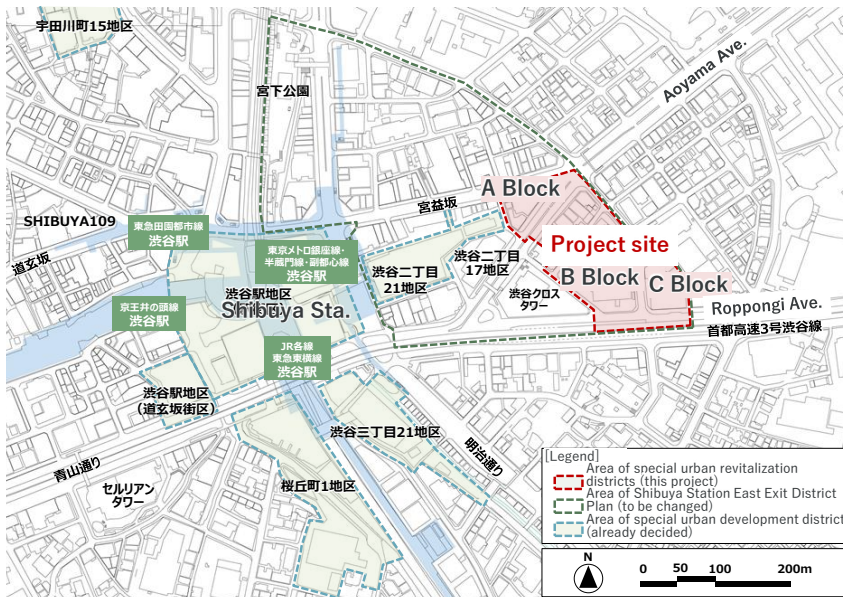 宇田川町15地区
宮下公園
Aoyama Ave.
A Block
宮益坂
SHIBUYA109
東急田園都市線
渋谷駅
道玄坂
東京メトロ銀座線・
半蔵門線・副都心線
渋谷駅
渋谷二丁目
21地区
渋谷二丁目
17地区
Project site
B Block
C Block
渋谷クロス
タワー
Roppongi Ave.
首都高速3号渋谷線
京王井の頭線
渋谷駅
渋谷駅地区
Shibuya Sta.
JR各線
東急東横線
渋谷駅
渋谷駅地区
(道玄坂街区)
渋谷三丁目21地区
明治通り
青山通り
セルリアン
タワー
桜丘町1地区
[Legend]
Area of special urban revitalization
districts (this project)
Area of Shibuya Station East Exit District
Plan (to be changed)
Area of special urban development district
(already decided)
N
0 50 100 200m